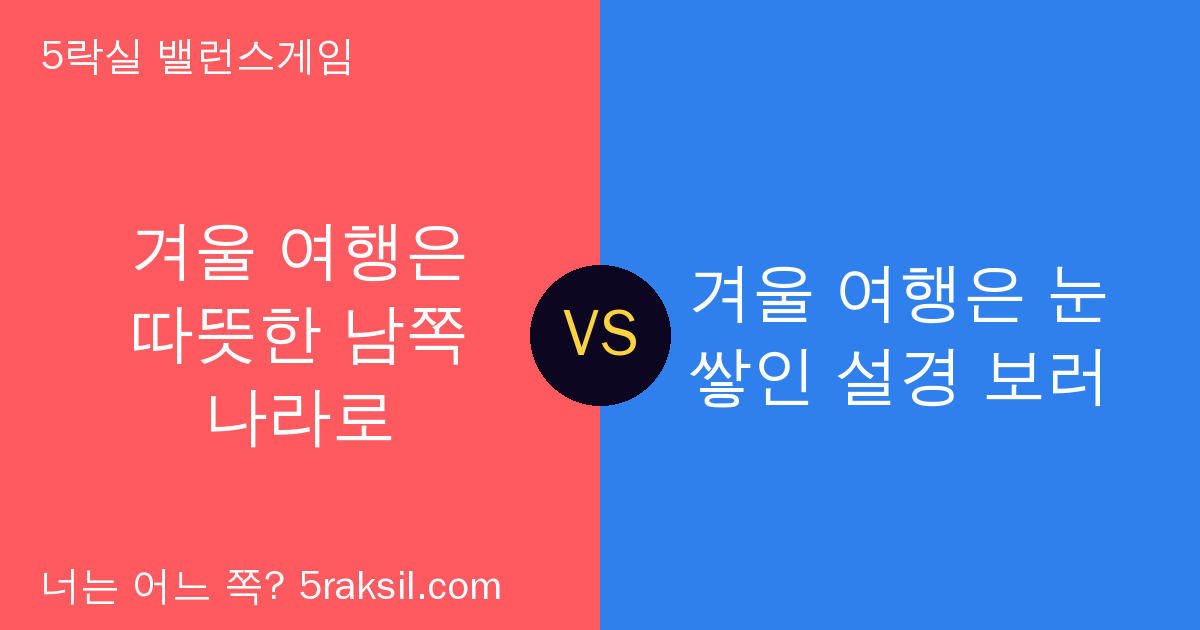 5락실 밸런스게임
겨울 여행은
따뜻한 남쪽
나라로
VS
겨울 여행은 눈
쌓인 설경 보러
너는 어느 쪽? 5raksil.com